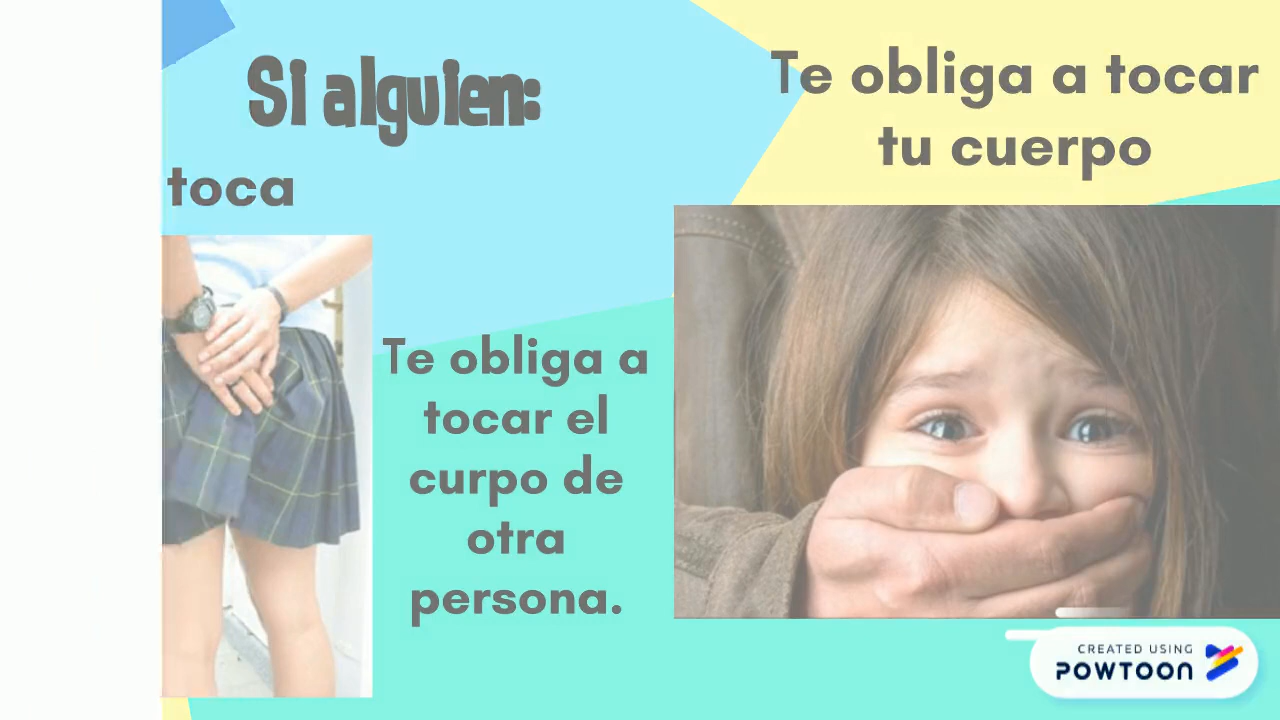 Si alguien:
toca
Te obliga a
tocar el
curpo de
otra
persona.
Te obliga a tocar
tu cuerpo
CREATED USING
POWTOON